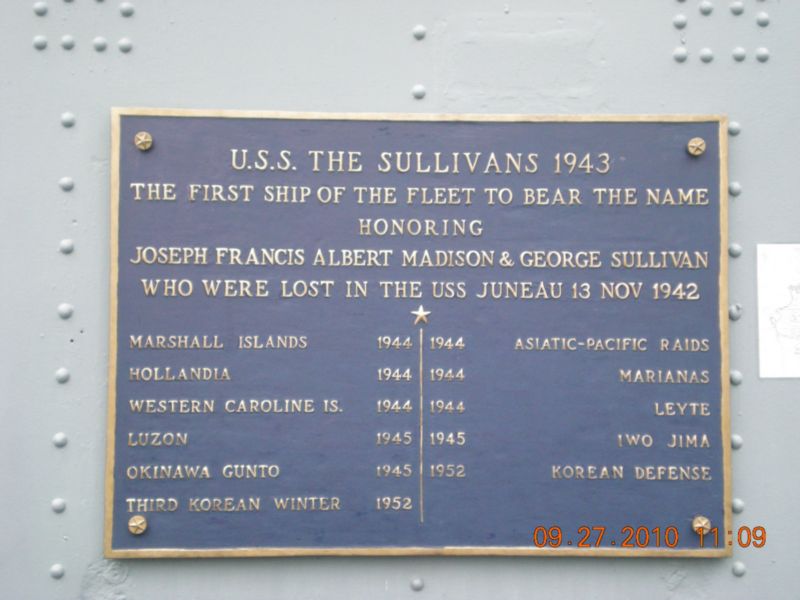 U.S.S. THE SULLIVANS 1943
THE FIRST SHIP OF THE FLEET TO BEAR THE NAME
HONORING
JOSEPH FRANCIS ALBERT MADISON & GEORGE SULLIVAN
WHO WERE LOST IN THE USS JUNEAU 13 NOV 1942
MARSHALL ISLANDS 1944 1944 ASIATIC-PACIFIC RAIDS
HOLLANDIA 1944 1944 MARIANAS
WESTERN CAROLINE IS. 1944 1944 LEYTE
LUZON 1945 1945 IWO JIMA
OKINAWA GUNTO 1945 1952 KOREAN DEFENSE
THIRD KOREAN WINTER 1952
09.27.2010 11:09